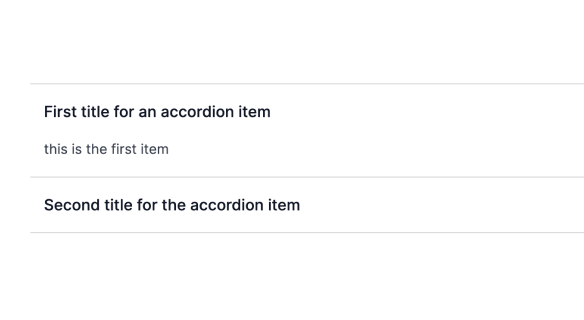 First title for an accordion item
this is the first item
Second title for the accordion item